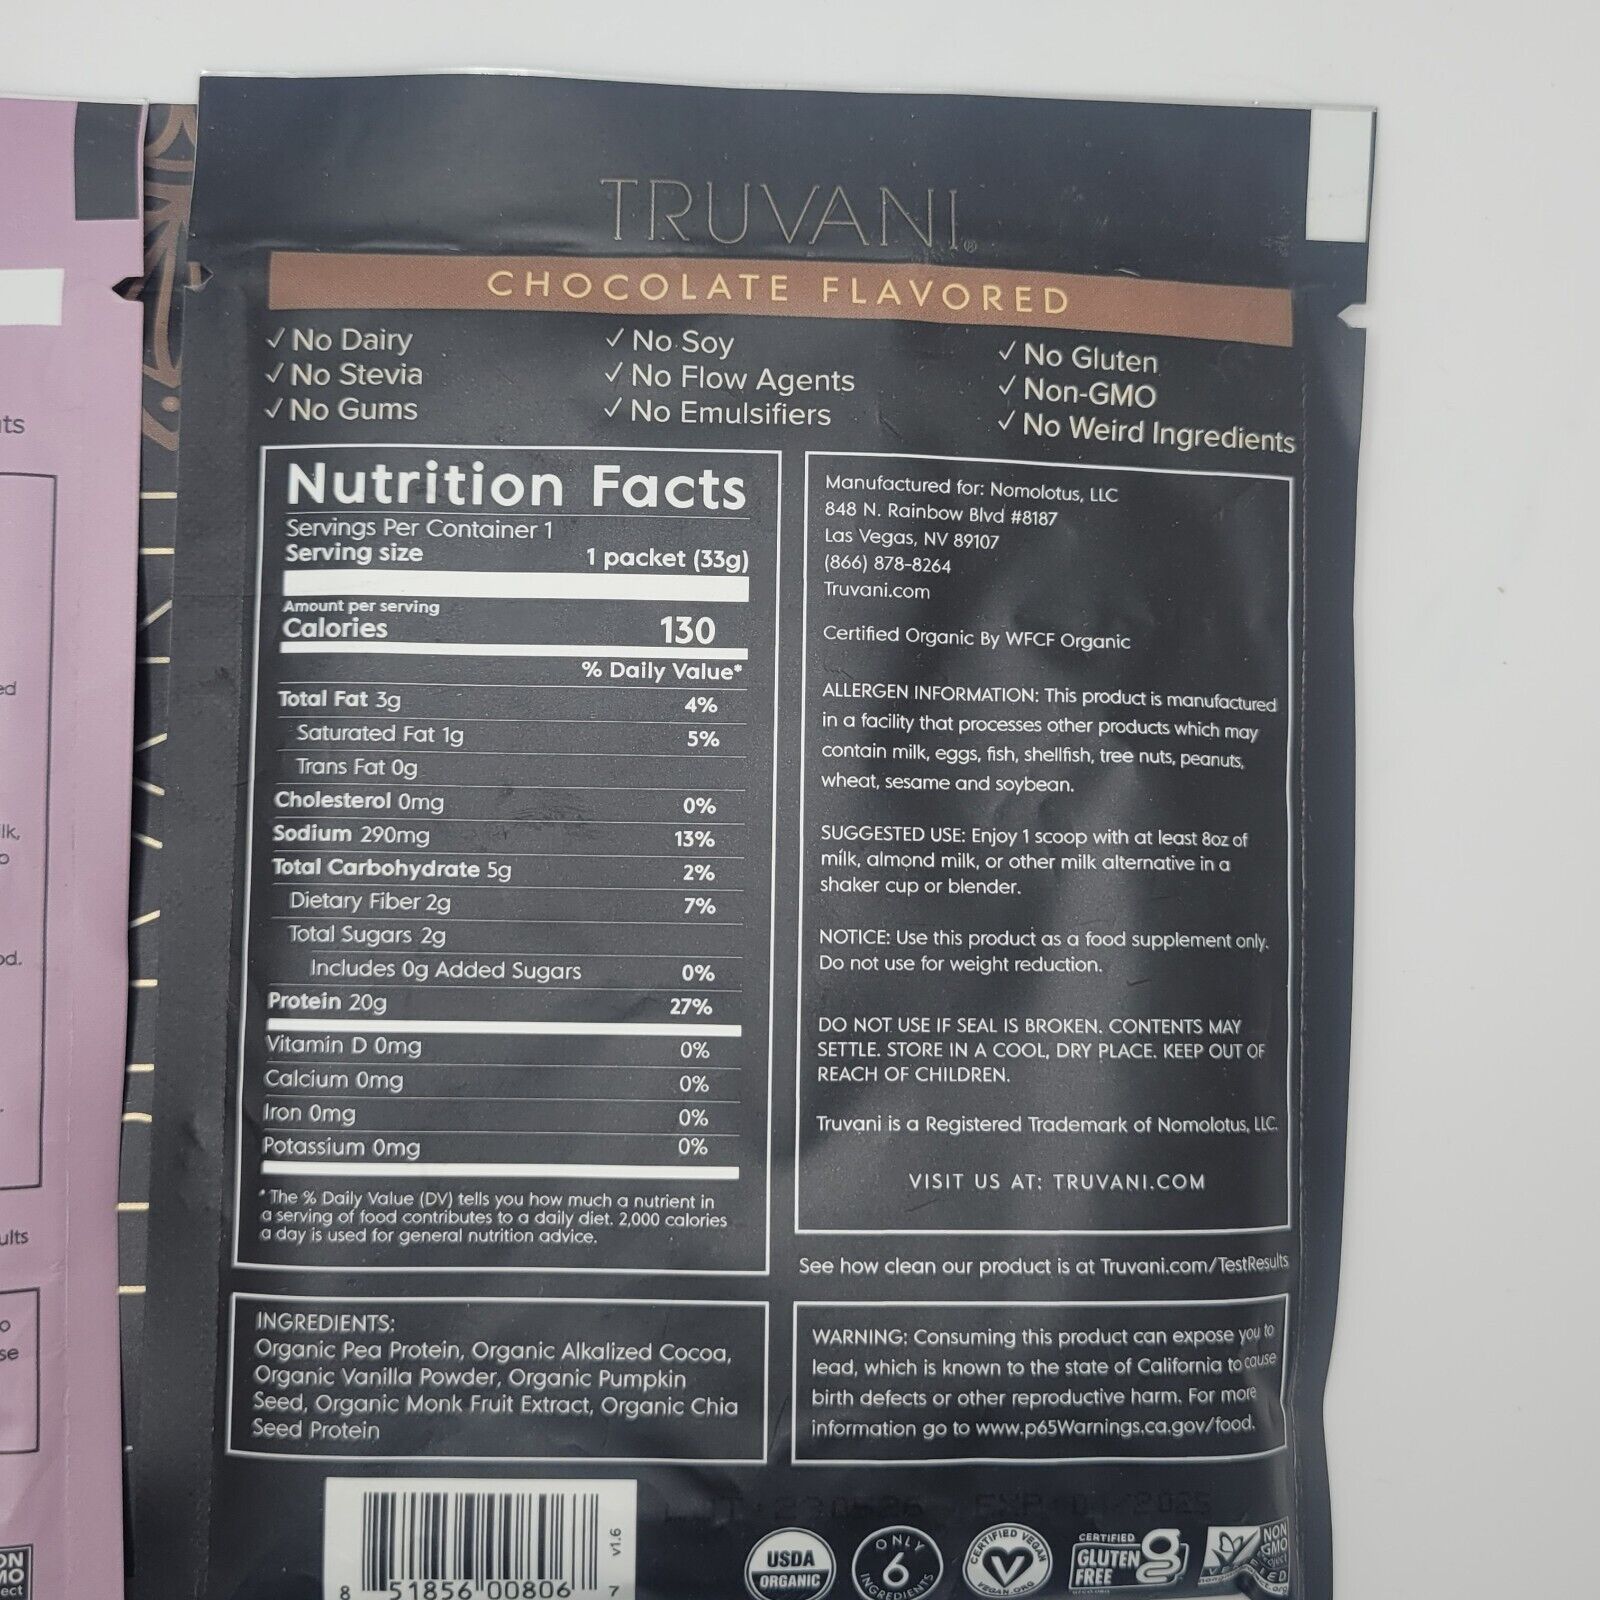 TRUVANI®
CHOCOLATE FLAVORED
✓ No Dairy
✓ No Stevia
✓ No Gums
✓ No Soy
✓ No Flow Agents
✓ No Emulsifiers
✓ No Gluten
✓ Non-GMO
✓ No Weird Ingredients
Nutrition Facts
Servings Per Container 1
Serving size 1 packet (33g)
Amount per serving
Calories 130
% Daily Value*
Total Fat 3g 4%
Saturated Fat 1g 5%
Trans Fat 0g
Cholesterol 0mg 0%
Sodium 290mg 13%
Total Carbohydrate 5g 2%
Dietary Fiber 2g 7%
Total Sugars 2g
Includes 0g Added Sugars 0%
Protein 20g 27%
Vitamin D 0mg 0%
Calcium 0mg 0%
Iron 0mg 0%
Potassium 0mg 0%
* The % Daily Value (DV) tells you how much a nutrient in
a serving of food contributes to a daily diet. 2,000 calories
a day is used for general nutrition advice.
INGREDIENTS:
Organic Pea Protein, Organic Alkalized Cocoa,
Organic Vanilla Powder, Organic Pumpkin
Seed, Organic Monk Fruit Extract, Organic Chia
Seed Protein
Manufactured for: Nomolotus, LLC
848 N. Rainbow Blvd #8187
Las Vegas, NV 89107
(866) 878-8264
Truvani.com
Certified Organic By WFCF Organic
ALLERGEN INFORMATION: This product is manufactured
in a facility that processes other products which may
contain milk, eggs, fish, shellfish, tree nuts, peanuts,
wheat, sesame and soybean.
SUGGESTED USE: Enjoy 1 scoop with at least 8oz of
milk, almond milk, or other milk alternative in a
shaker cup or blender.
NOTICE: Use this product as a food supplement only.
Do not use for weight reduction.
DO NOT USE IF SEAL IS BROKEN. CONTENTS MAY
SETTLE. STORE IN A COOL, DRY PLACE. KEEP OUT OF
REACH OF CHILDREN.
Truvani is a Registered Trademark of Nomolotus, LLC.
VISIT US AT: TRUVANI.COM
See how clean our product is at Truvani.com/TestResults
WARNING: Consuming this product can expose you to
lead, which is known to the state of California to cause
birth defects or other reproductive harm. For more
information go to www.p65Warnings.ca.gov/food.
8 51856 00806 7
v1.6
USDA
ORGANIC
ONLY
6
INGREDIENTS
CERTIFIED VEGAN
VEGAN.ORG
CERTIFIED
GLUTEN
FREE
NON
GMO